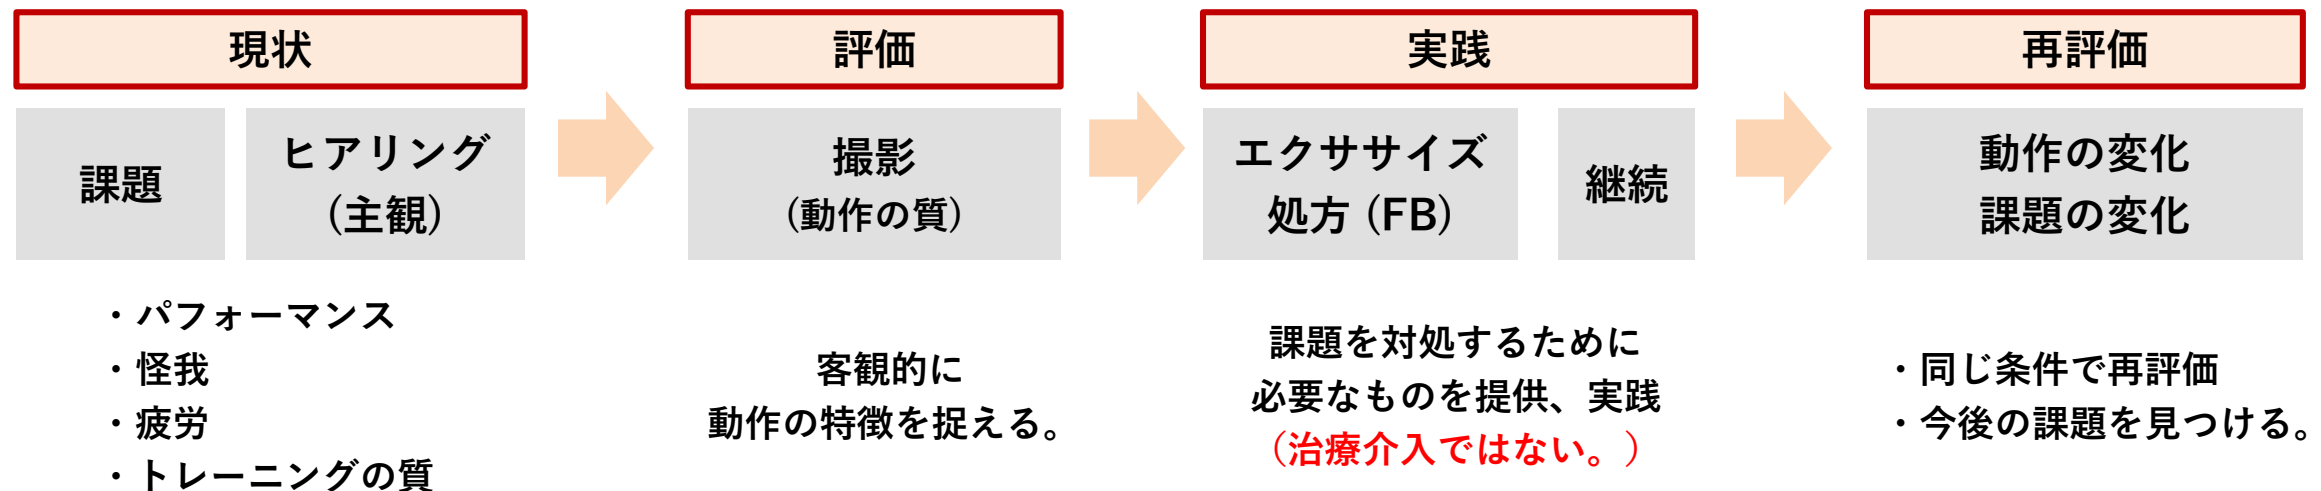 現状
課題
ヒアリング
(主観)
・パフォーマンス
・怪我
・疲労
・トレーニングの質
評価
撮影
(動作の質)
客観的に
動作の特徴を捉える。
実践
エクササイズ
処方 (FB)
継続
課題を対処するために
必要なものを提供、実践
(治療介入ではない。)
再評価
動作の変化
課題の変化
・同じ条件で再評価
・今後の課題を見つける。